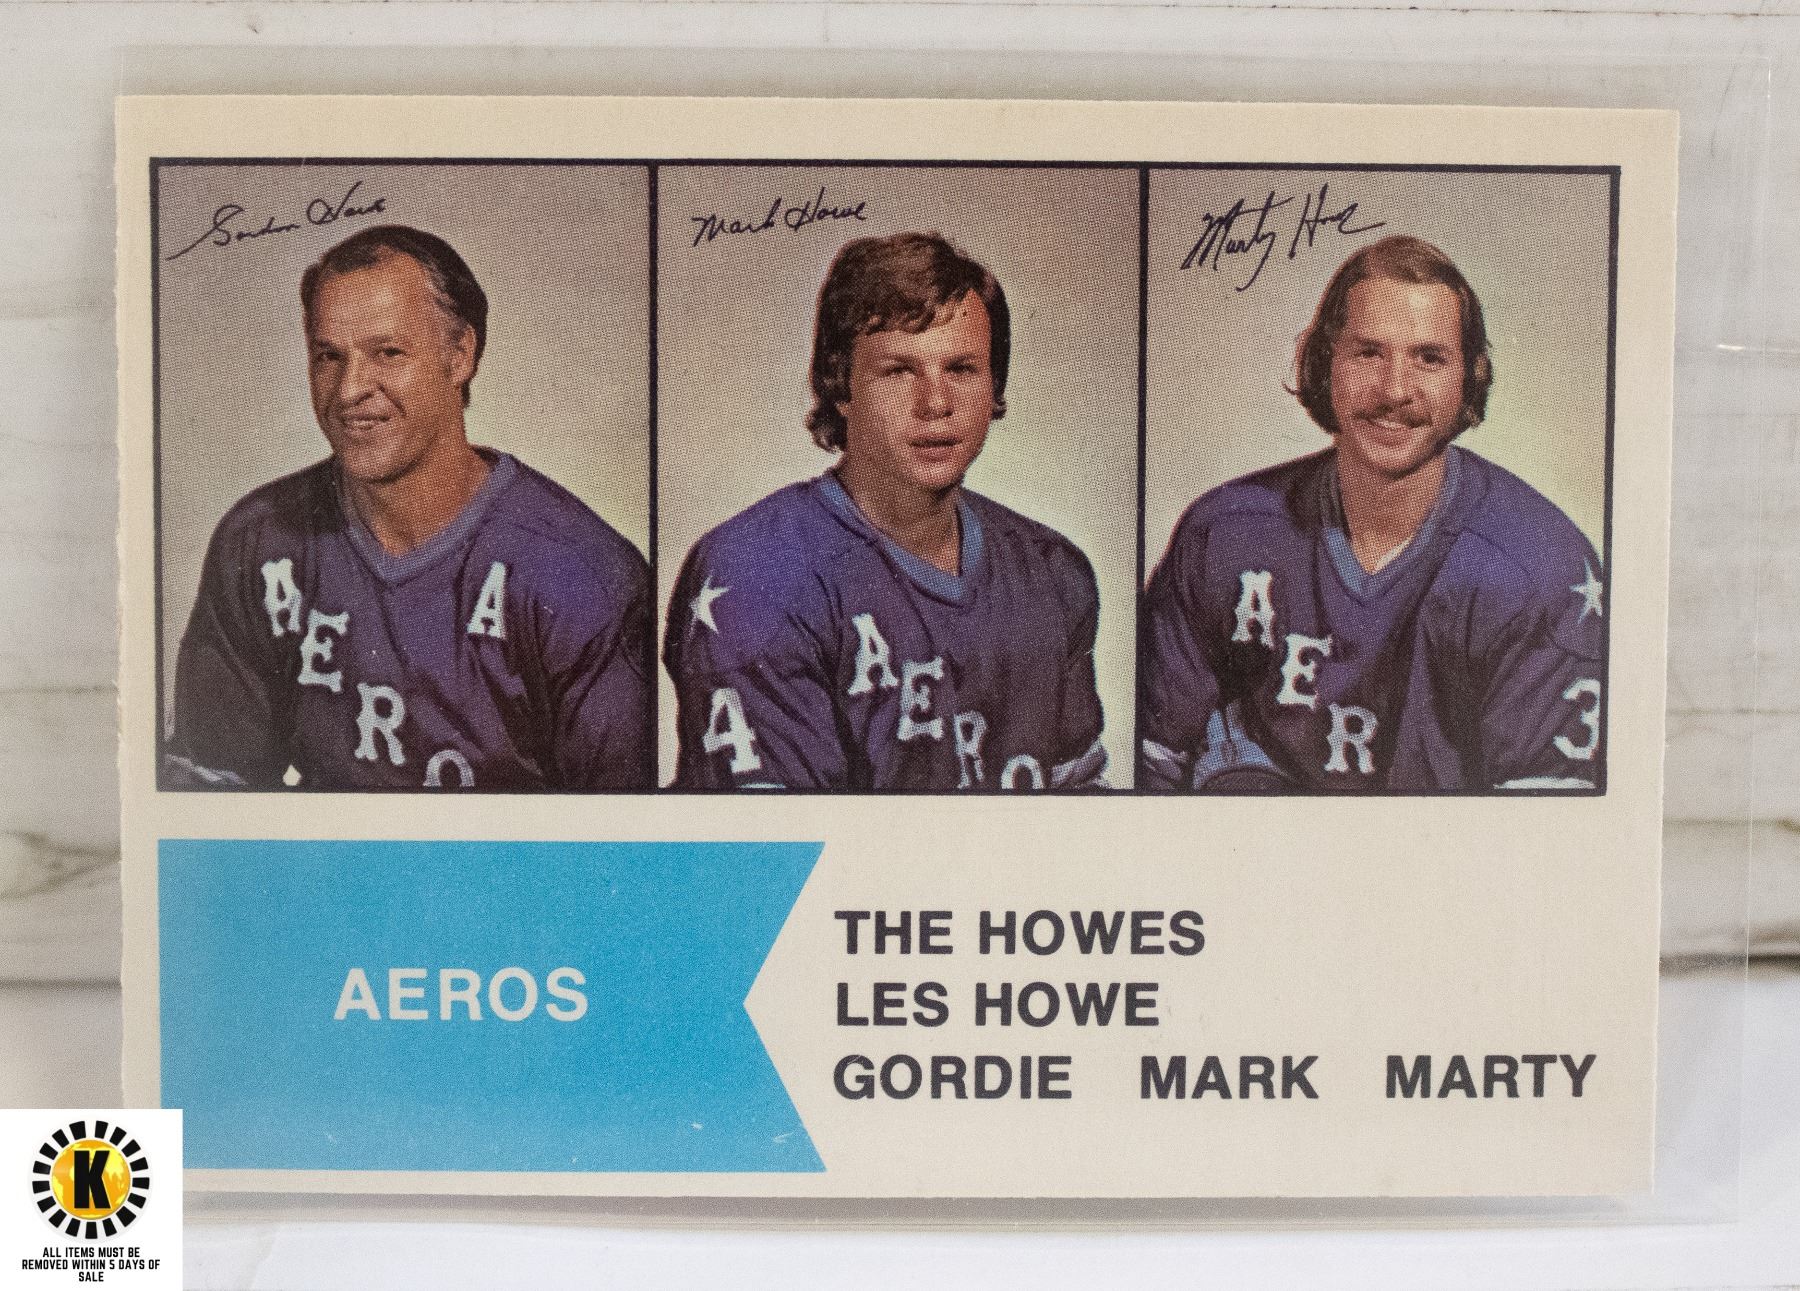 Gordon Howe
Mark Howe
Marty Howe
AERO
A
4
AERO
AER
3
AEROS
THE HOWES
LES HOWE
GORDIE MARK MARTY
K
ALL ITEMS MUST BE
REMOVED WITHIN 5 DAYS OF
SALE